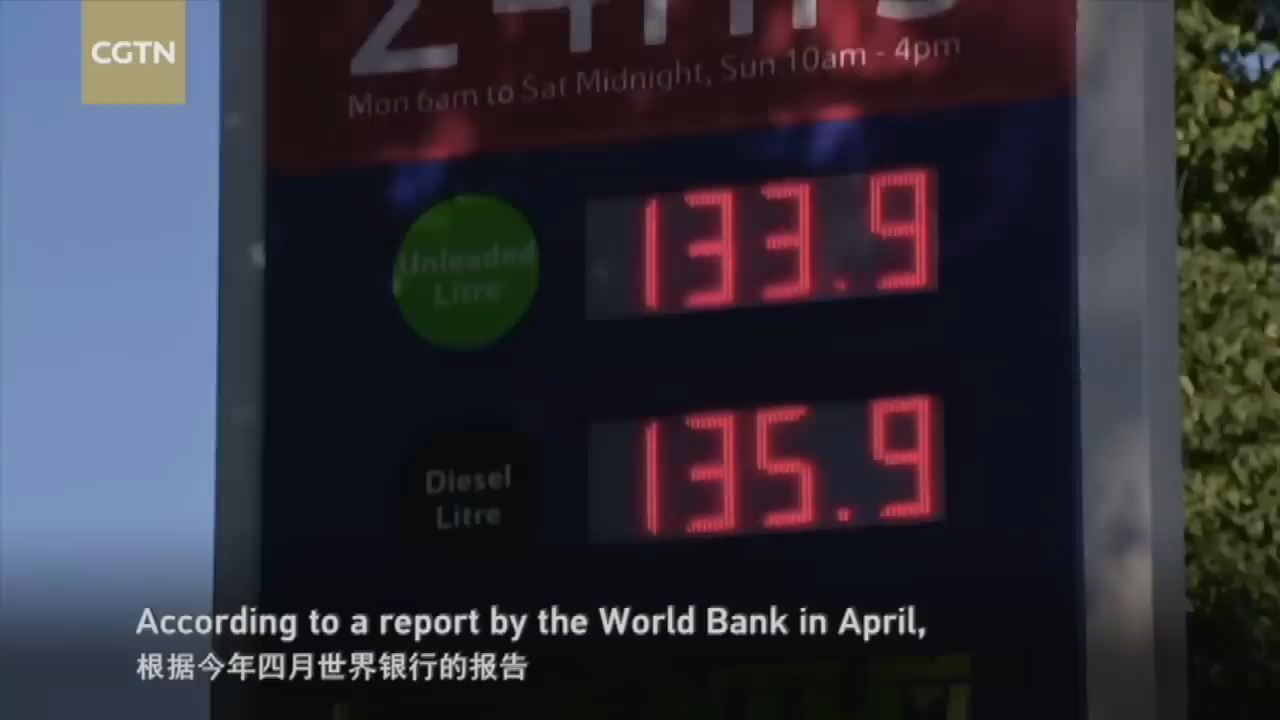 CGTN
24hrs
Mon 6am to Sat Midnight, Sun 10am - 4pm
Unleaded
Litre
133.9
Diesel
Litre
135.9
According to a report by the World Bank in April,
根据今年四月世界银行的报告